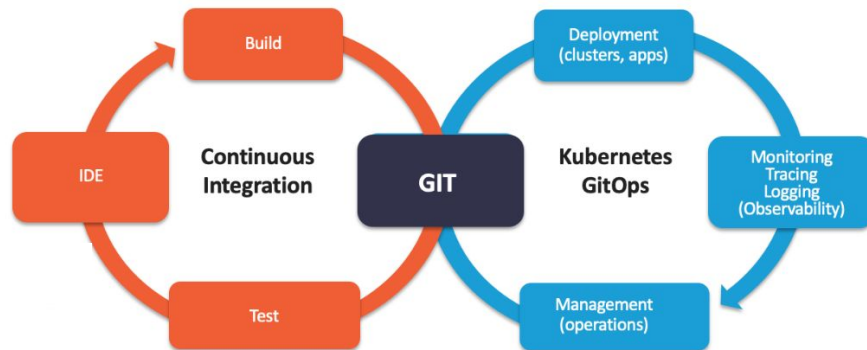 Build
IDE
Continuous
Integration
Test
GIT
Deployment
(clusters, apps)
Kubernetes
GitOps
Monitoring
Tracing
Logging
(Observability)
Management
(operations)